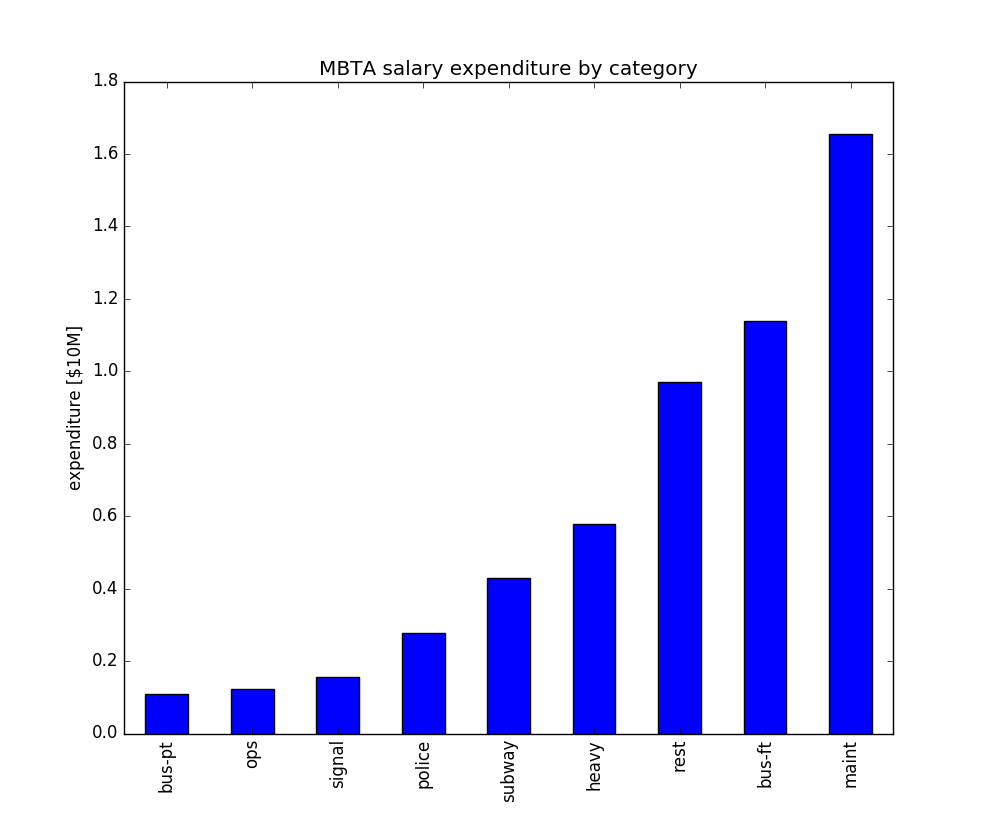 MBTA salary expenditure by category
1.8
1.6
1.4
1.2
1.0
0.8
0.6
0.4
0.2
0.0
expenditure [$10M]
bus-pt
ops
signal
police
subway
heavy
rest
bus-ft
maint